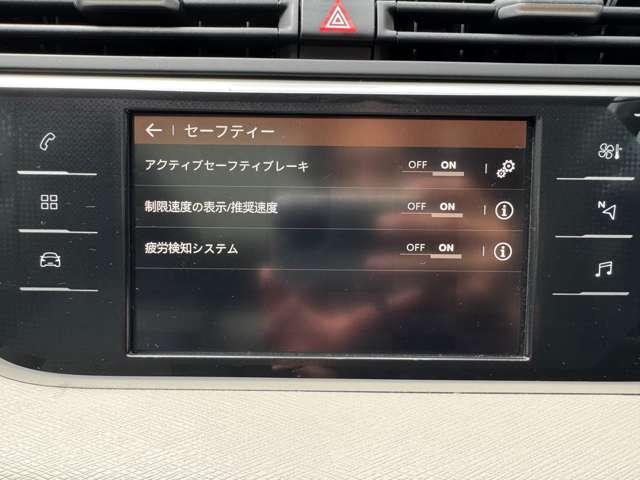 セーフティー
アクティブセーフティブレーキ OFF ON
制限速度の表示/推奨速度 OFF ON
疲労検知システム OFF ON
N